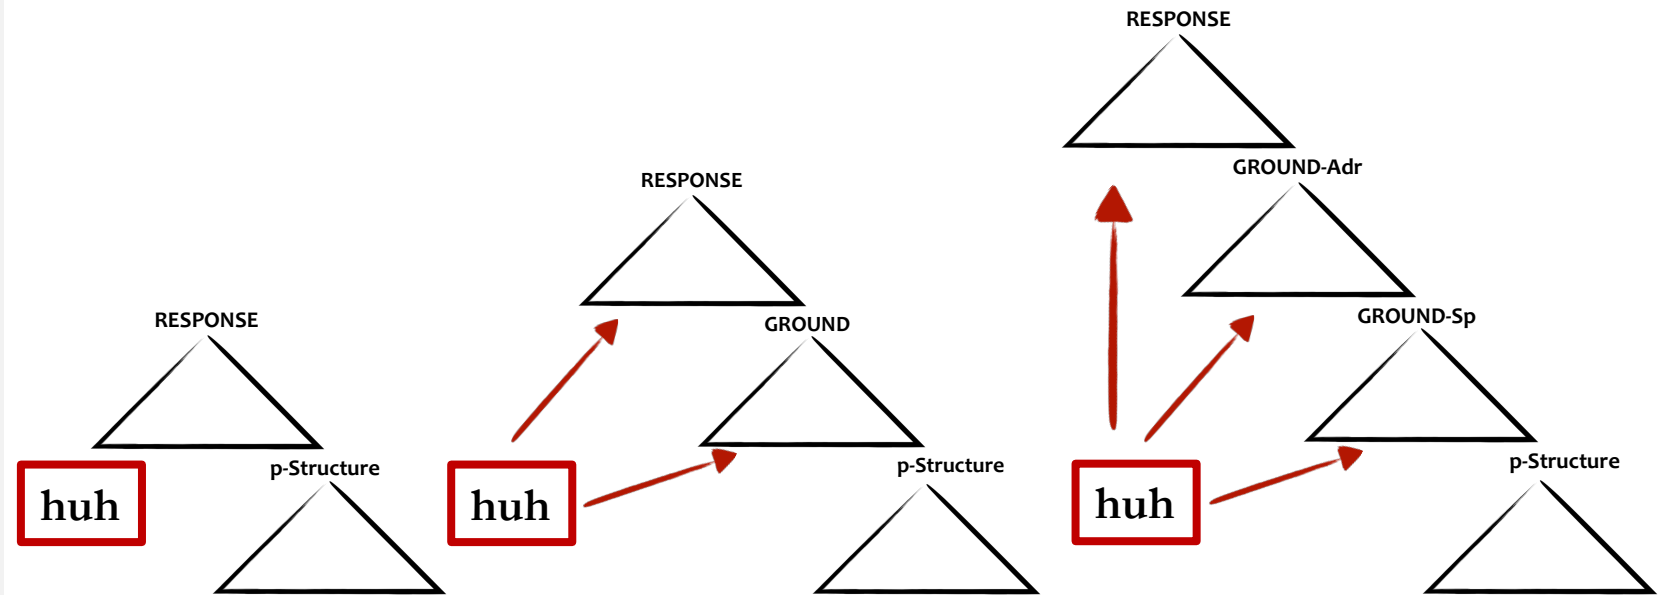 RESPONSE
p-Structure
huh
RESPONSE
GROUND
p-Structure
huh
RESPONSE
GROUND-Adr
GROUND-Sp
p-Structure
huh